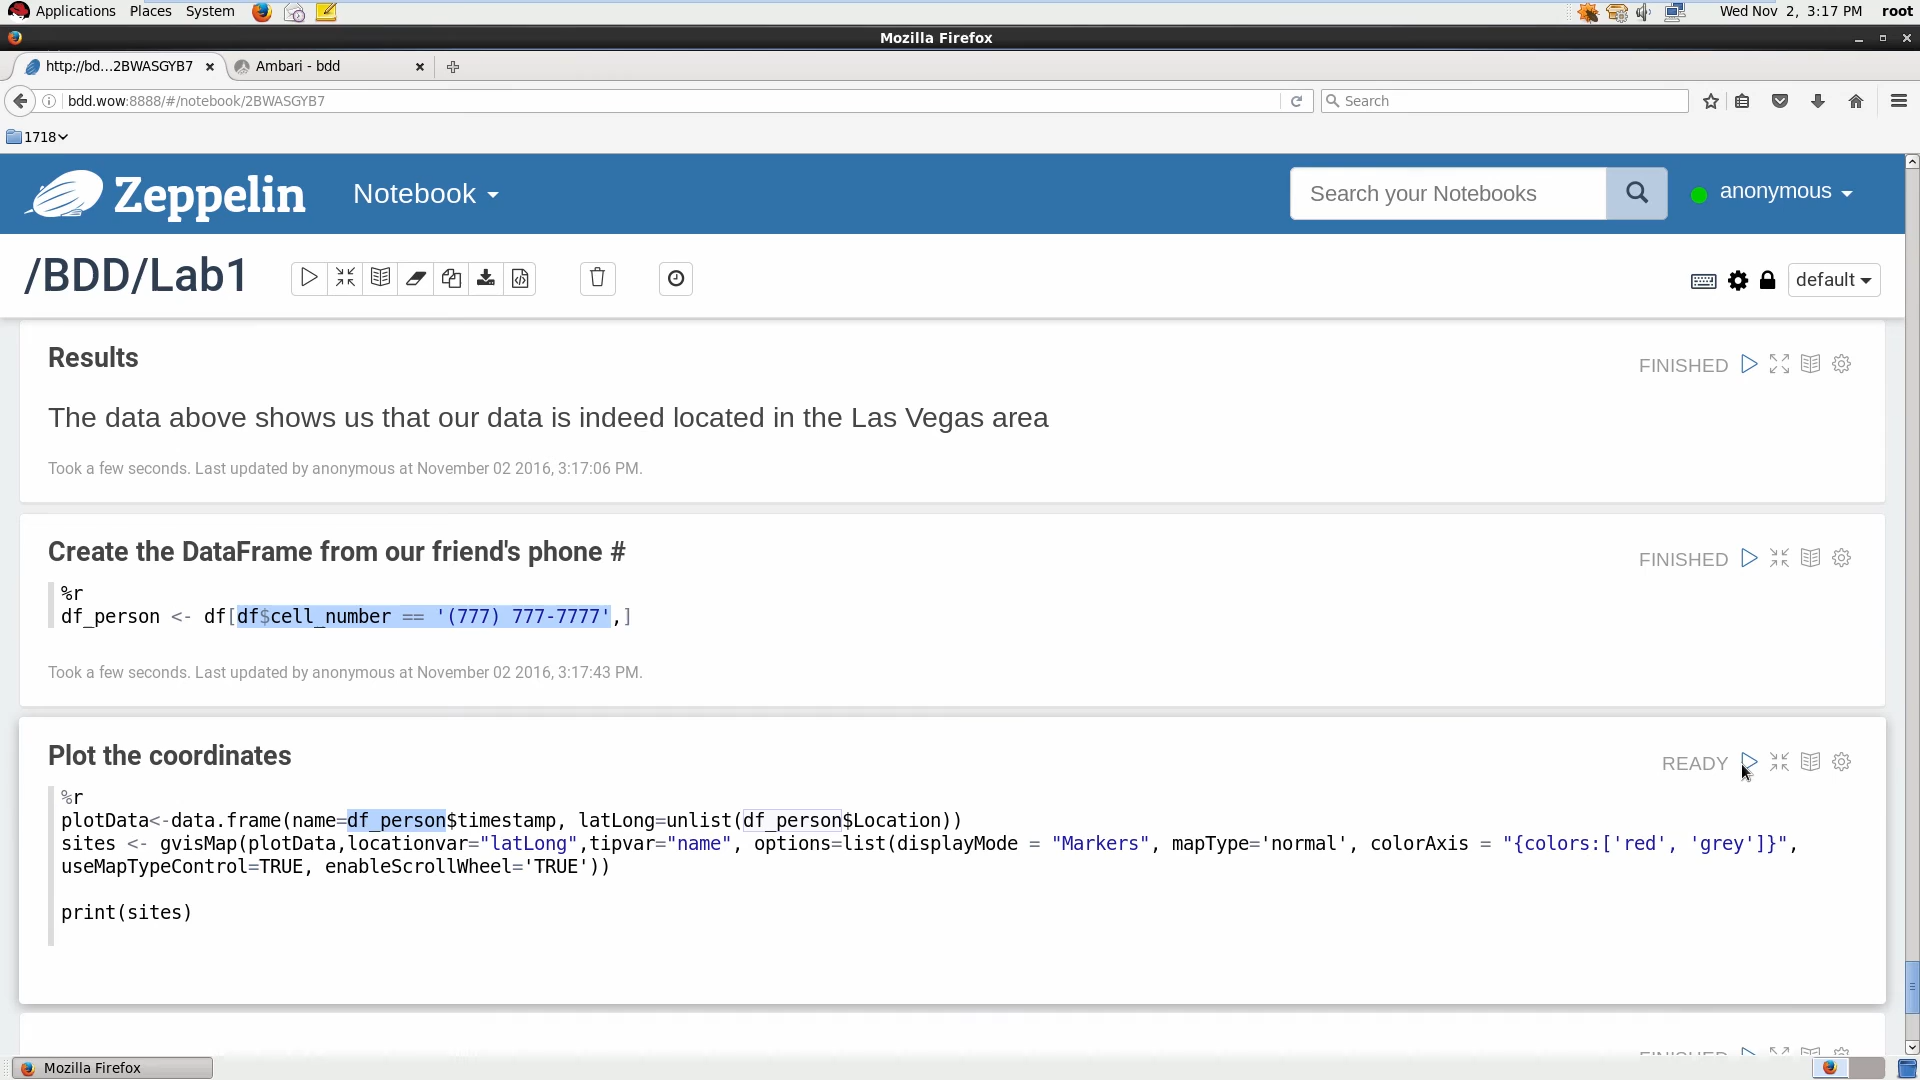 Applications Places System
Wed Nov 2, 3:17 PM root
Mozilla Firefox
http://bd...2BWASGYB7
Ambari - bdd
bdd.wow:8888/#/notebook/2BWASGYB7
Search
1718
Zeppelin
Notebook
Search your Notebooks
anonymous
/BDD/Lab1
default
Results
FINISHED
The data above shows us that our data is indeed located in the Las Vegas area
Took a few seconds. Last updated by anonymous at November 02 2016, 3:17:06 PM.
Create the DataFrame from our friend's phone #
FINISHED
%r
df_person <- df[df$cell_number == '(777) 777-7777',]
Took a few seconds. Last updated by anonymous at November 02 2016, 3:17:43 PM.
Plot the coordinates
READY
%r
plotData<-data.frame(name=df_person$timestamp, latLong=unlist(df_person$Location))
sites <- gvisMap(plotData,locationvar="latLong",tipvar="name", options=list(displayMode = "Markers", mapType='normal', colorAxis = "{colors:['red', 'grey']}",
useMapTypeControl=TRUE, enableScrollWheel='TRUE'))
print(sites)
FINISHED
Mozilla Firefox